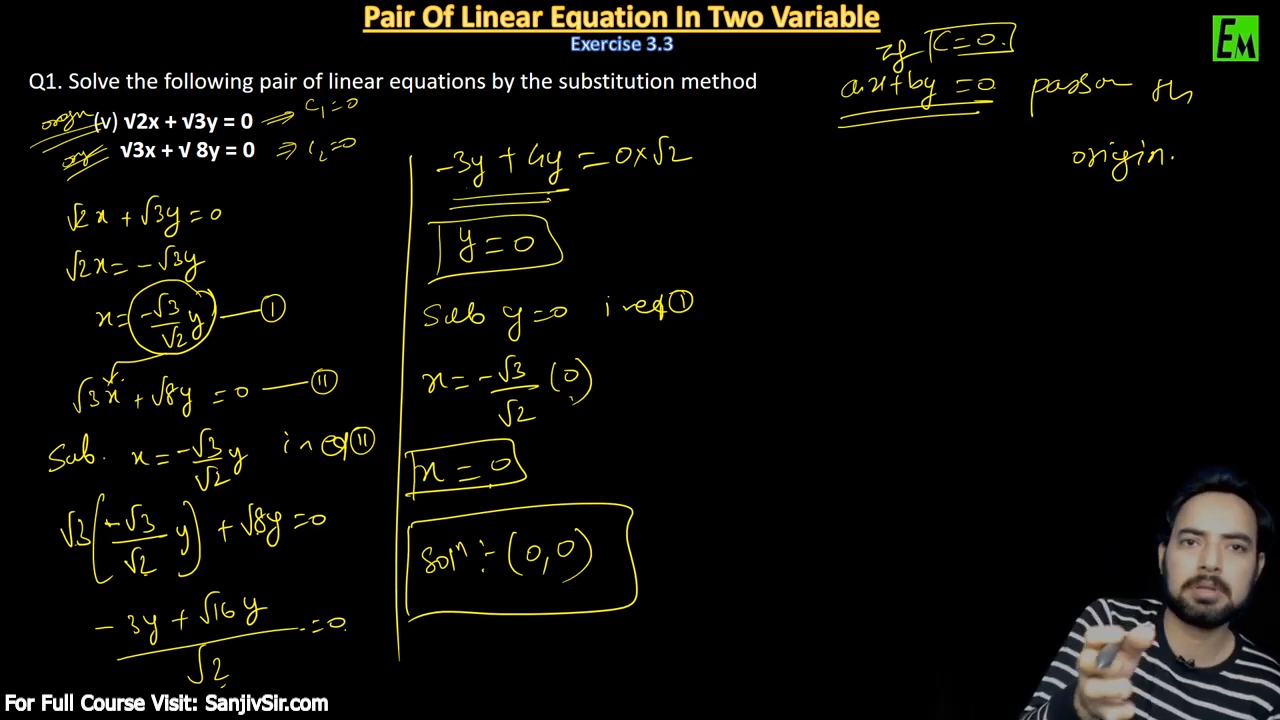 Pair Of Linear Equation In Two Variable
Exercise 3.3
Em
Q1. Solve the following pair of linear equations by the substitution method
(v) √2x + √3y = 0 ⇒ C₁=0
√3x + √ 8y = 0 ⇒ C₂=0
origin
√2x + √3y = 0
√2x = -√3y
x = -√3/√2 y — I
√3x + √8y = 0 — II
Sub. x = -√3/√2 y in eq II
√3(-√3/√2 y) + √8y = 0
-3y + √16y / √2 = 0
-3y + 4y = 0×√2
y = 0
Sub y=0 i eq I
x = -√3/√2 (0)
x = 0
Solⁿ :- (0,0)
If C=0.
ax+by = 0 passon th
origin.
For Full Course Visit: SanjivSir.com